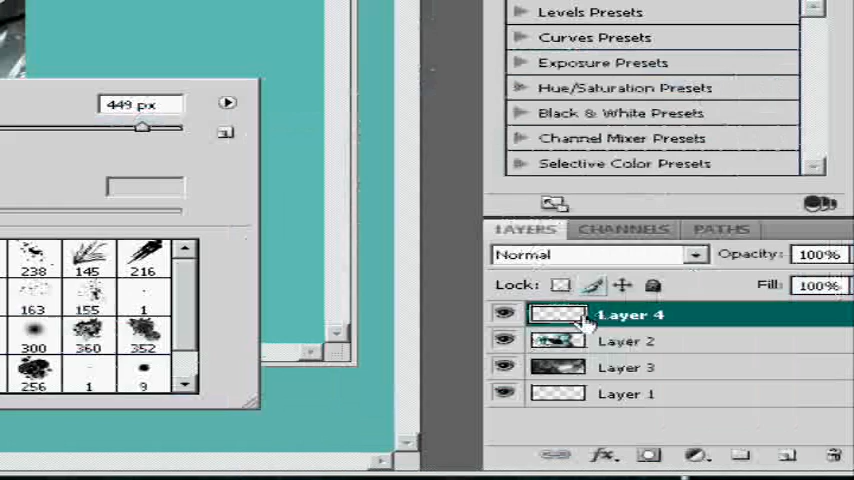 Levels Presets
Curves Presets
Exposure Presets
Hue/Saturation Presets
Black & White Presets
Channel Mixer Presets
Selective Color Presets
449 px
238 145 216
163 155 1
300 360 352
256 1 9
LAYERS CHANNELS PATHS
Normal Opacity: 100%
Lock: Fill: 100%
Layer 4
Layer 2
Layer 3
Layer 1
fx.